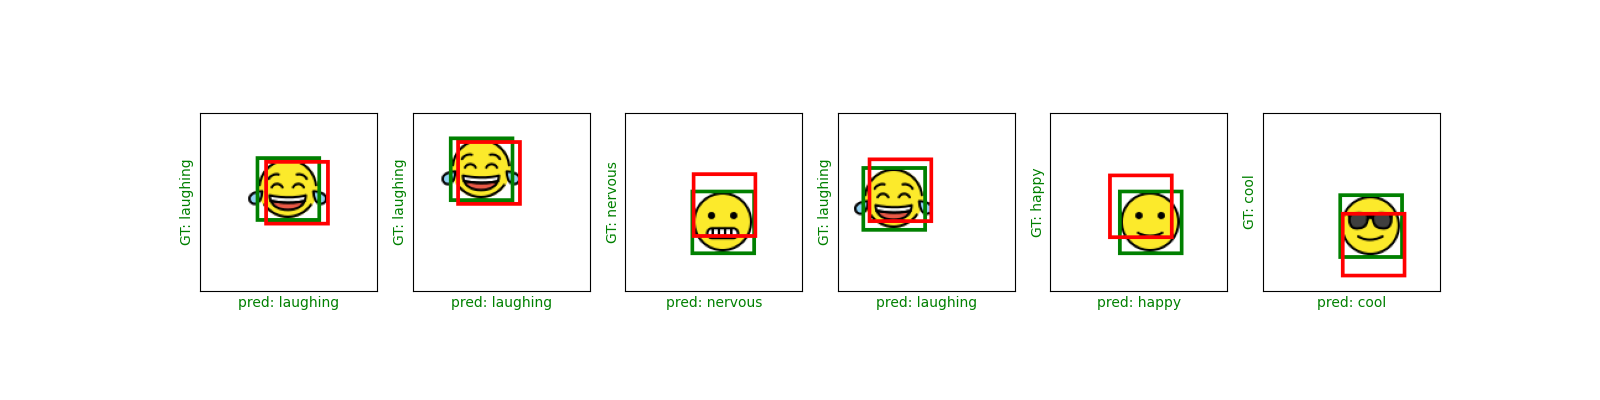 GT: laughing
pred: laughing
GT: laughing
pred: laughing
GT: nervous
pred: nervous
GT: laughing
pred: laughing
GT: happy
pred: happy
GT: cool
pred: cool